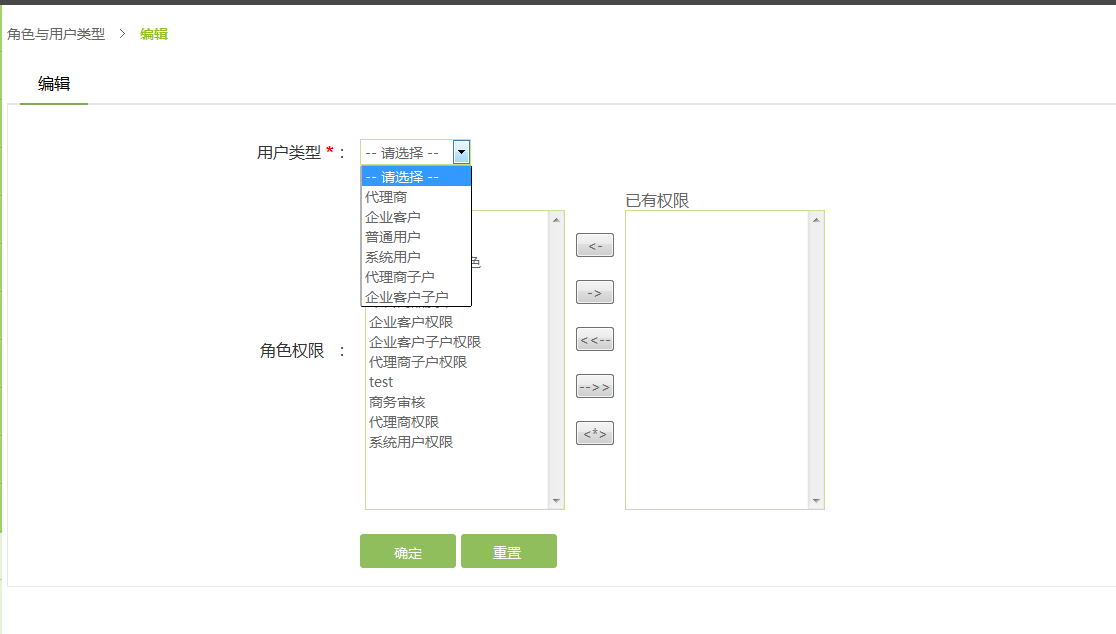 角色与用户类型 > 编辑
编辑
用户类型 * ： -- 请选择 --
-- 请选择 --
代理商
企业客户
普通用户
系统用户
代理商子户
企业客户子户
已有权限
色
角色权限 ：
企业客户权限
企业客户子户权限
代理商子户权限
test
商务审核
代理商权限
系统用户权限
<-
->
<<--
-->>
<*>
确定 重置